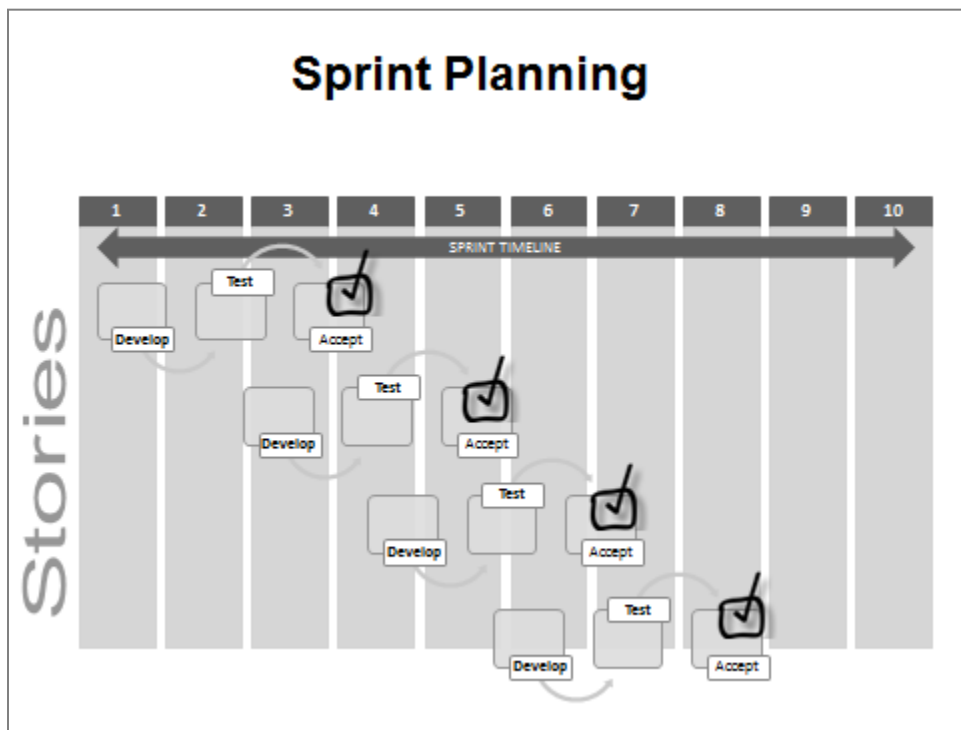 Sprint Planning
1 2 3 4 5 6 7 8 9 10
SPRINT TIMELINE
Stories
Test
Develop
Accept
Test
Develop
Accept
Test
Develop
Accept
Test
Develop
Accept